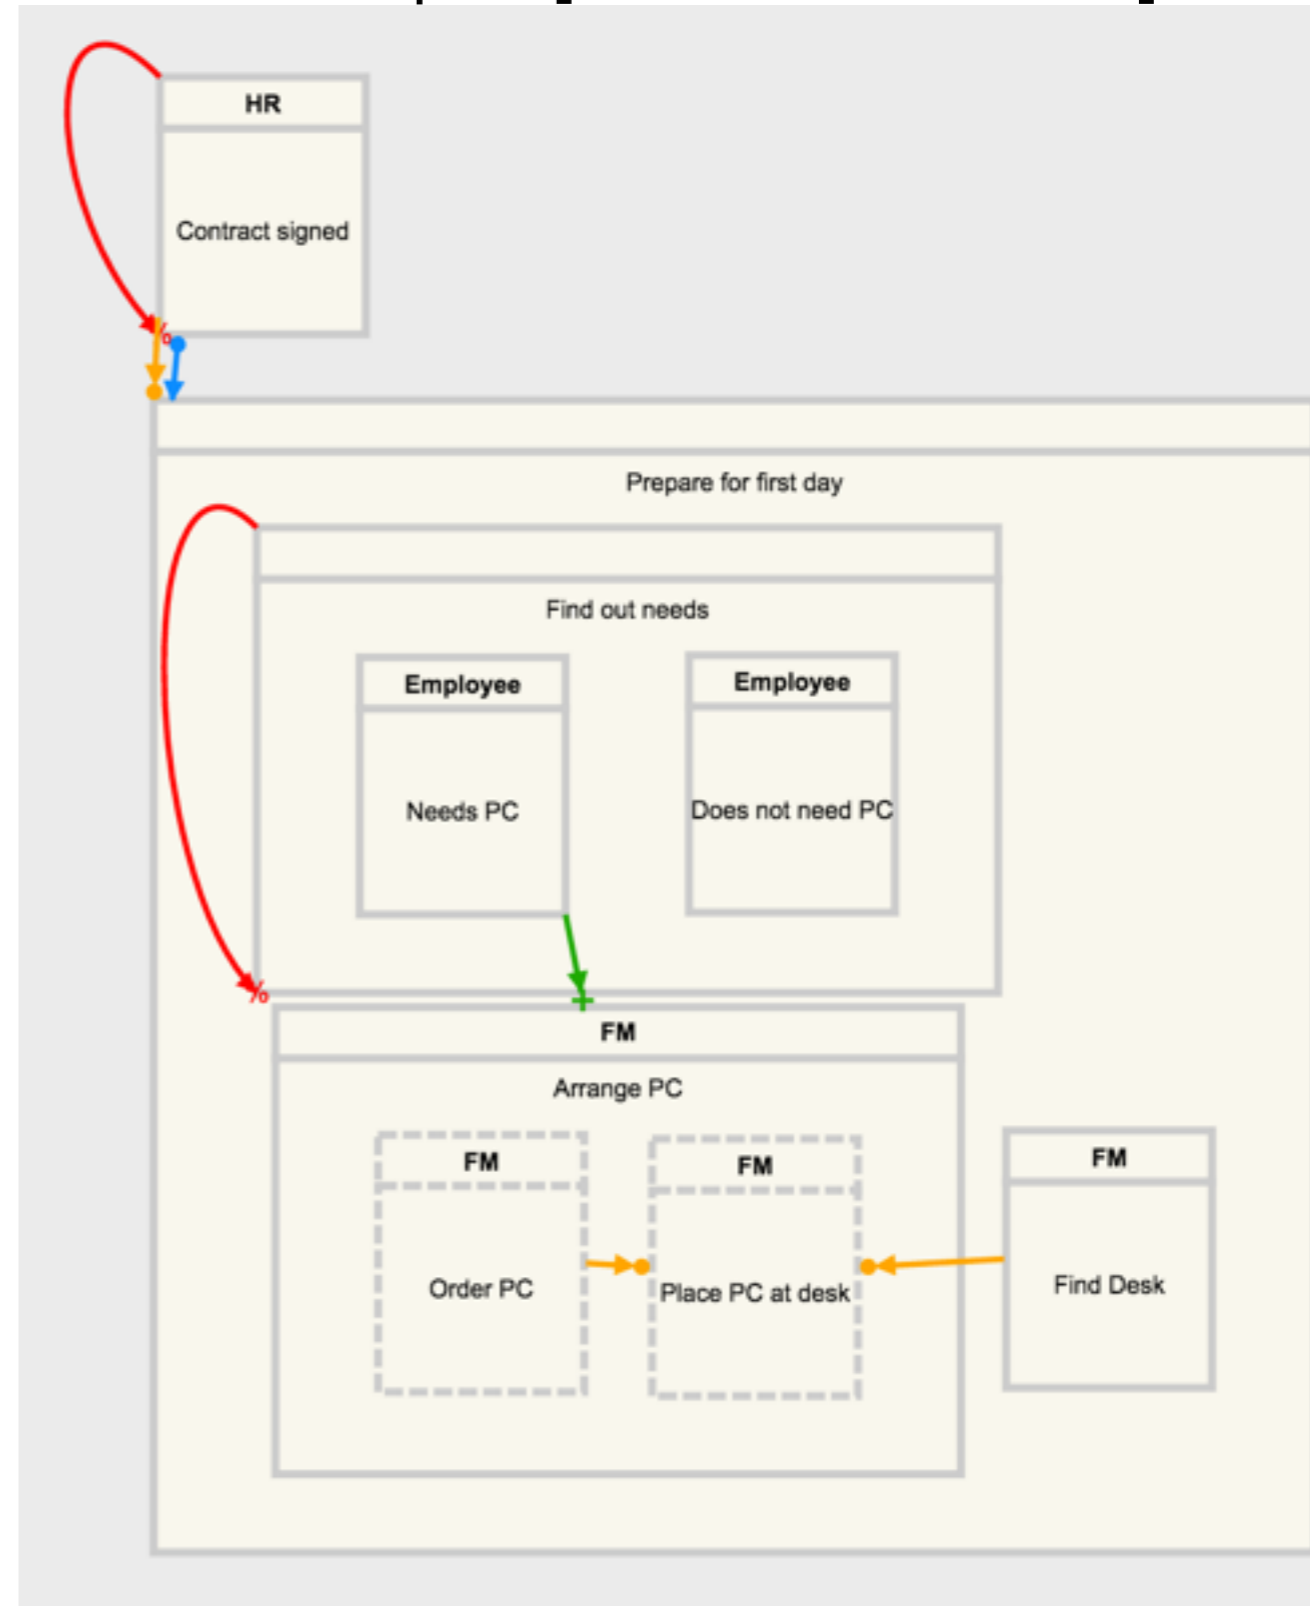 HR
Contract signed
%
Prepare for first day
Find out needs
Employee
Employee
Needs PC
Does not need PC
%
+
FM
Arrange PC
FM
FM
FM
Order PC
Place PC at desk
Find Desk